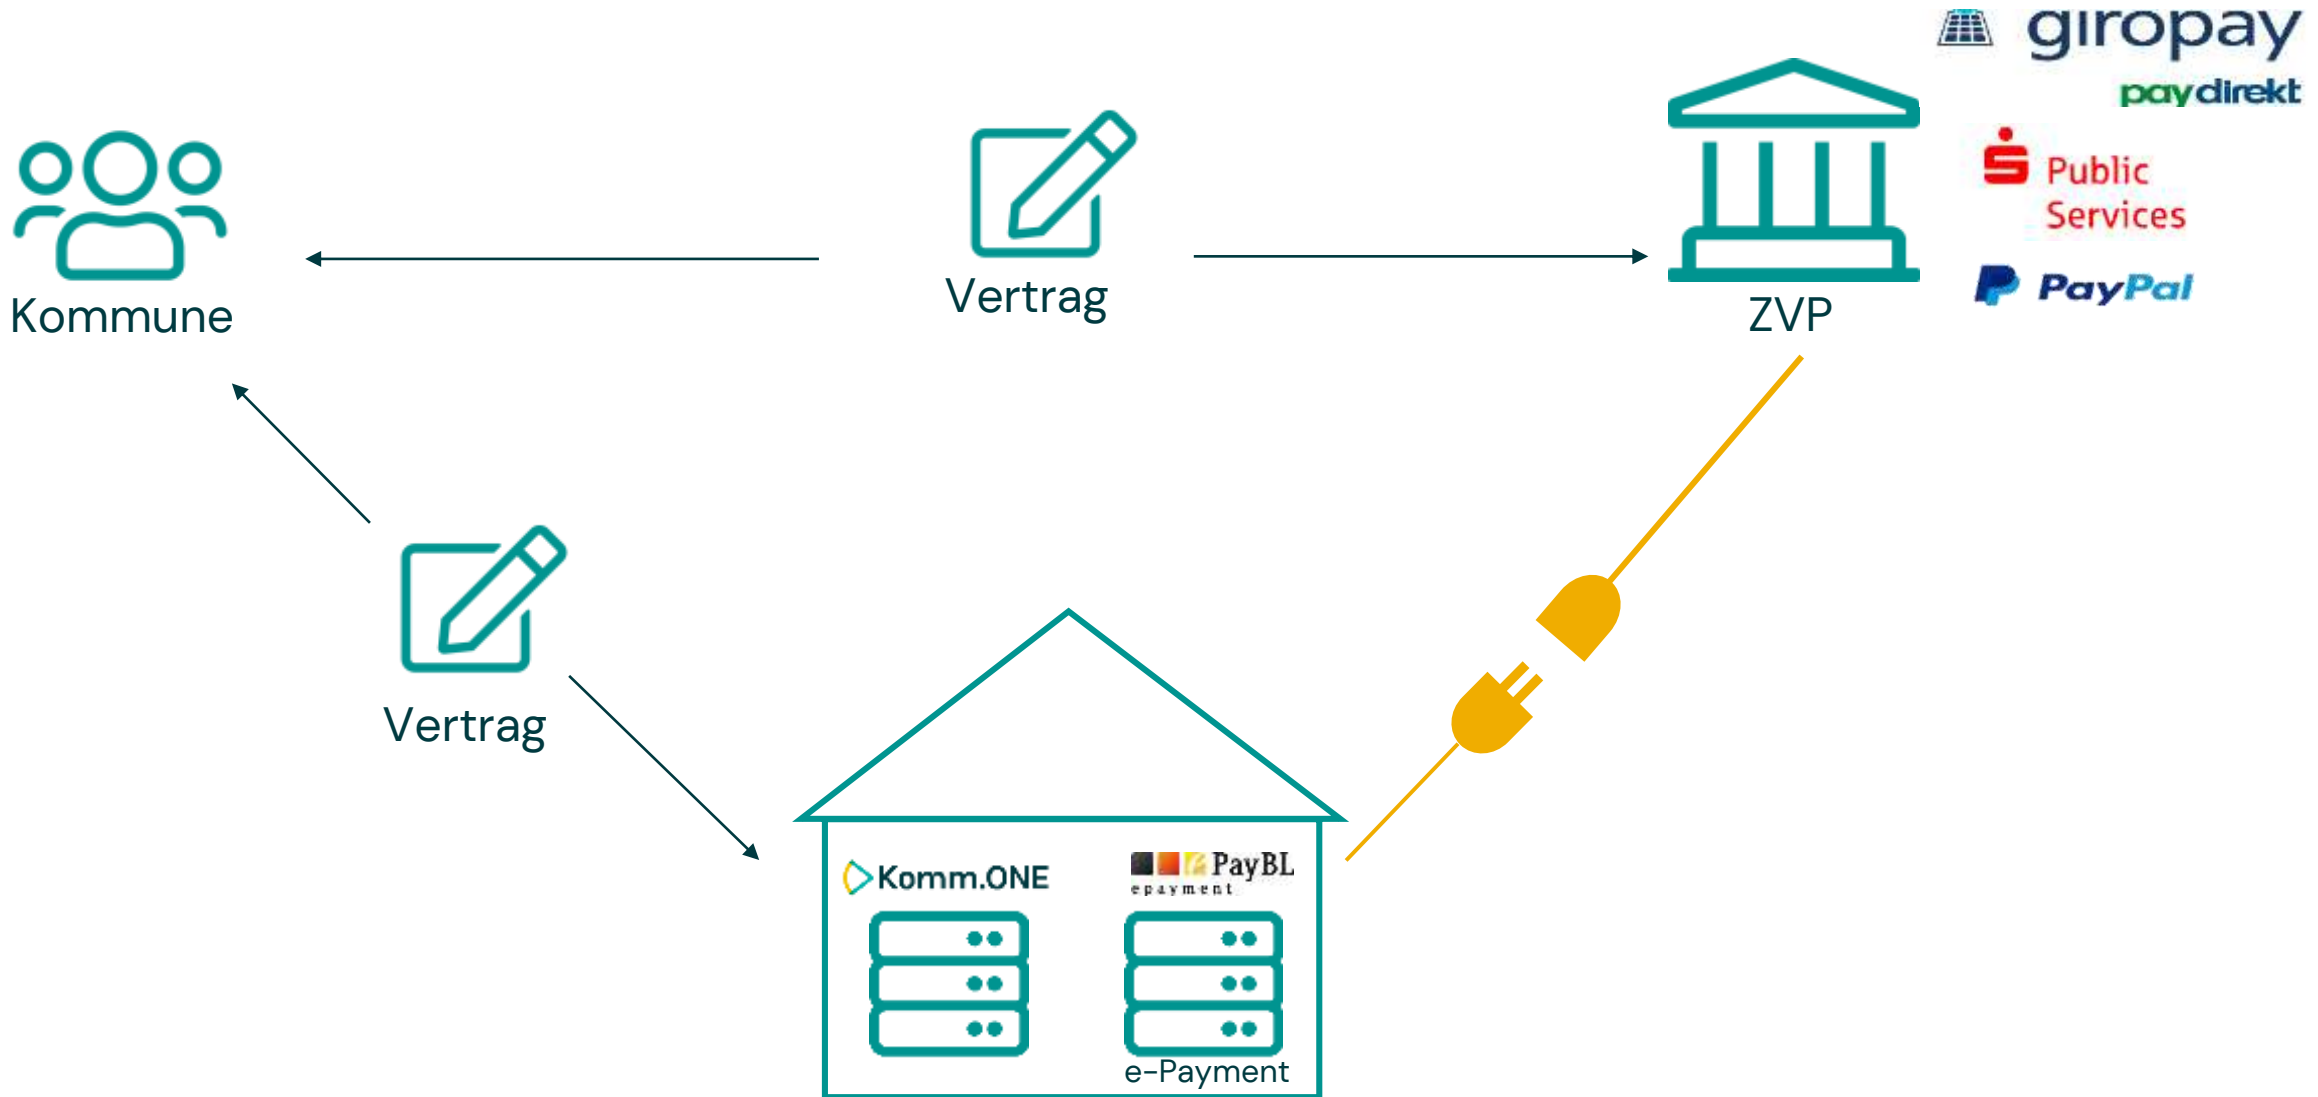 giropay
paydirekt
Public
Services
PayPal
Kommune
Vertrag
ZVP
Vertrag
Komm.ONE
PayBL
epayment
e-Payment